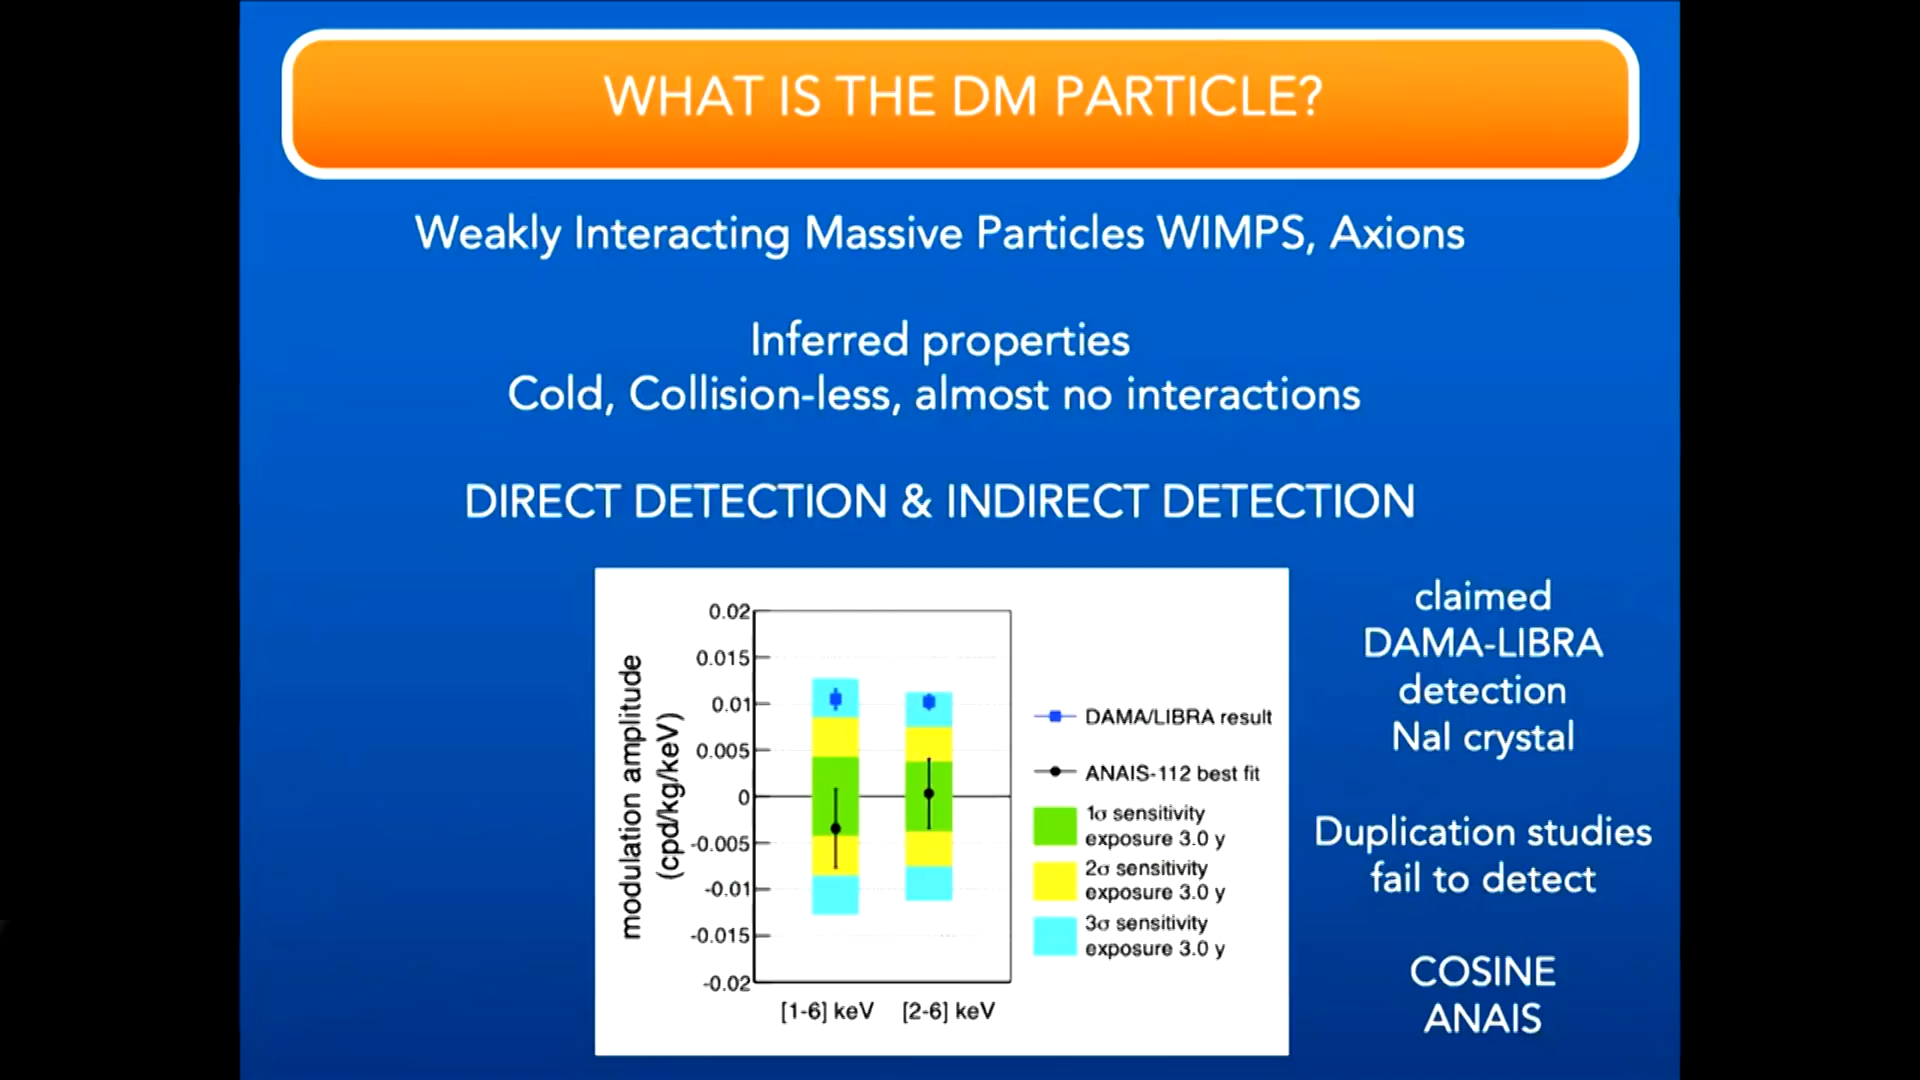 WHAT IS THE DM PARTICLE?
Weakly Interacting Massive Particles WIMPS, Axions
Inferred properties
Cold, Collision-less, almost no interactions
DIRECT DETECTION & INDIRECT DETECTION
modulation amplitude
(cpd/kg/keV)
0.02
0.015
0.01
0.005
0
-0.005
-0.01
-0.015
-0.02
[1-6] keV
[2-6] keV
DAMA/LIBRA result
ANAIS-112 best fit
1σ sensitivity
exposure 3.0 y
2σ sensitivity
exposure 3.0 y
3σ sensitivity
exposure 3.0 y
claimed
DAMA-LIBRA
detection
NaI crystal
Duplication studies
fail to detect
COSINE
ANAIS